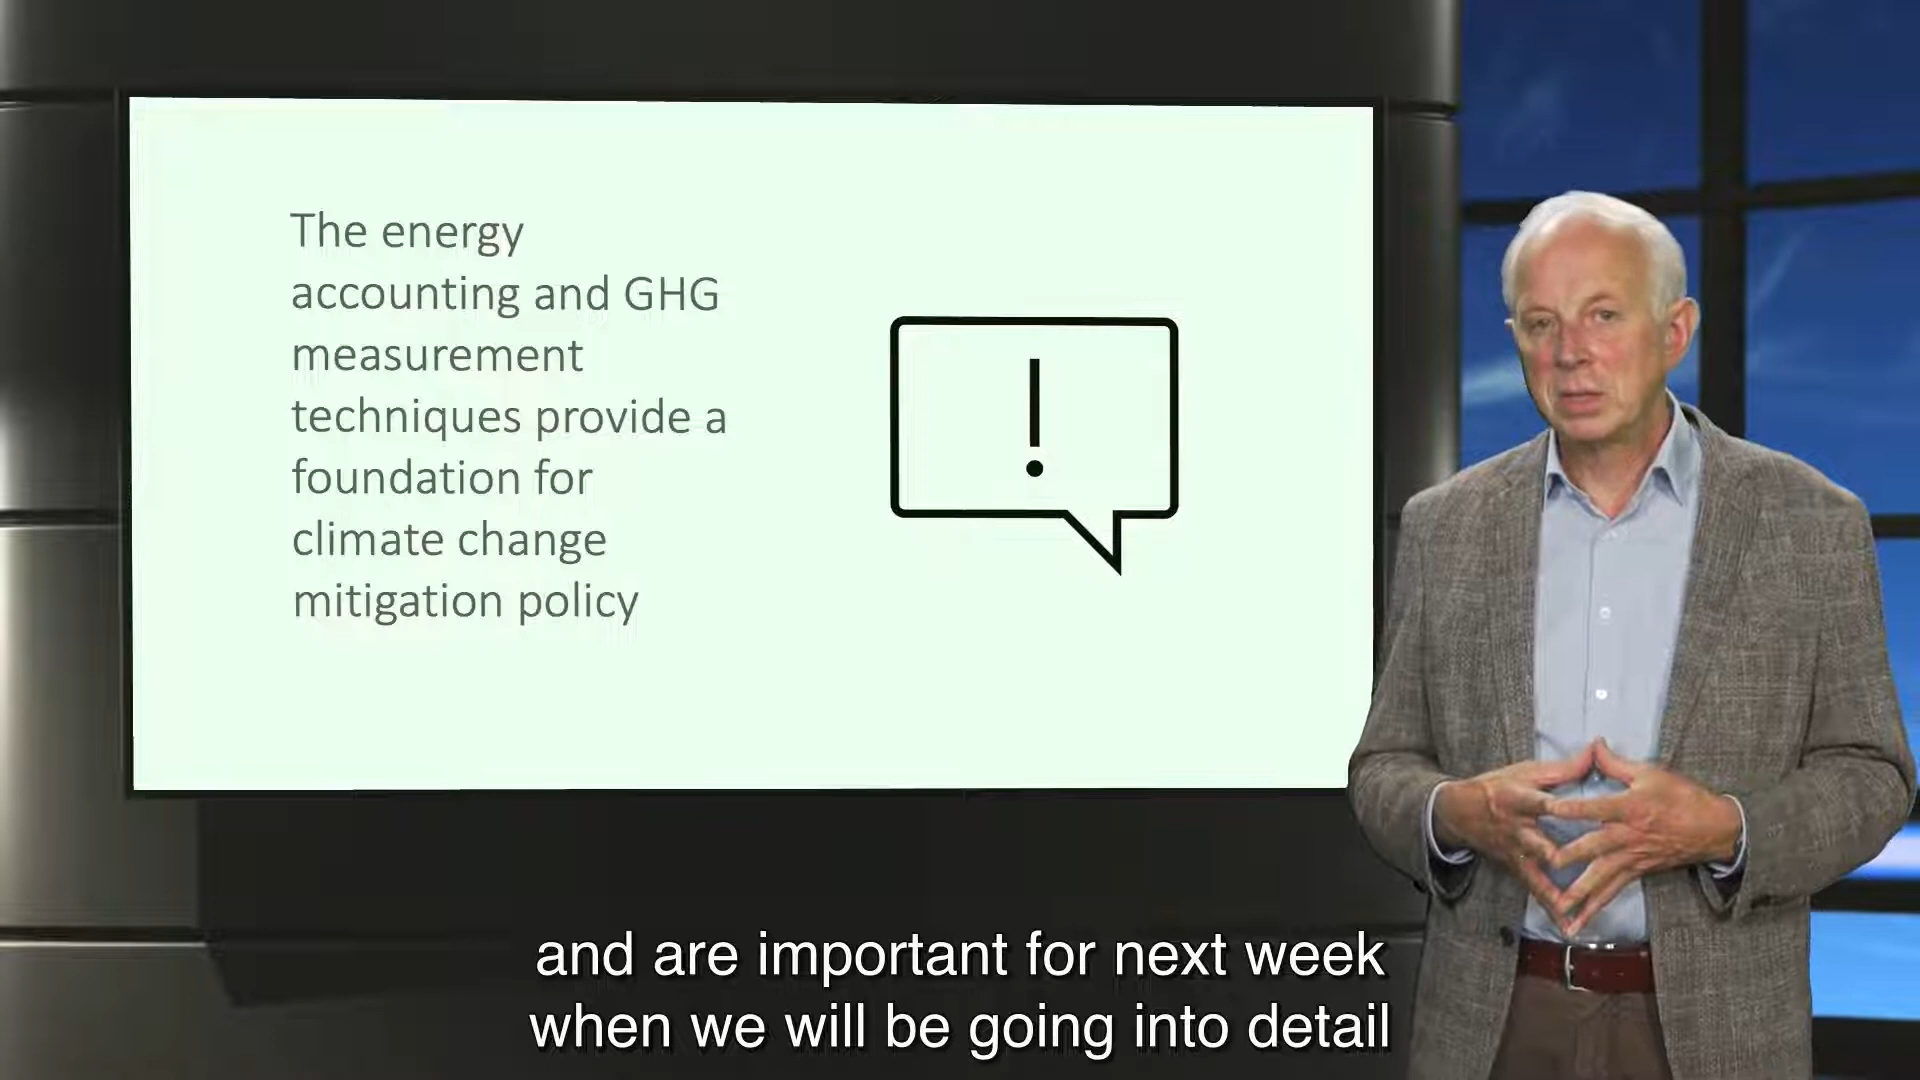 The energy
accounting and GHG
measurement
techniques provide a
foundation for
climate change
mitigation policy
!
and are important for next week
when we will be going into detail